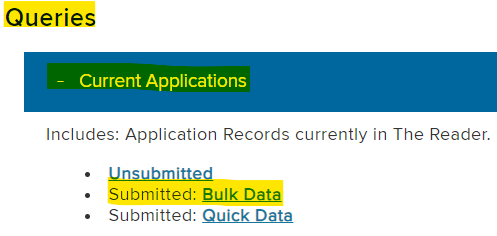 Queries
- Current Applications
Includes: Application Records currently in The Reader.
• Unsubmitted
• Submitted: Bulk Data
• Submitted: Quick Data